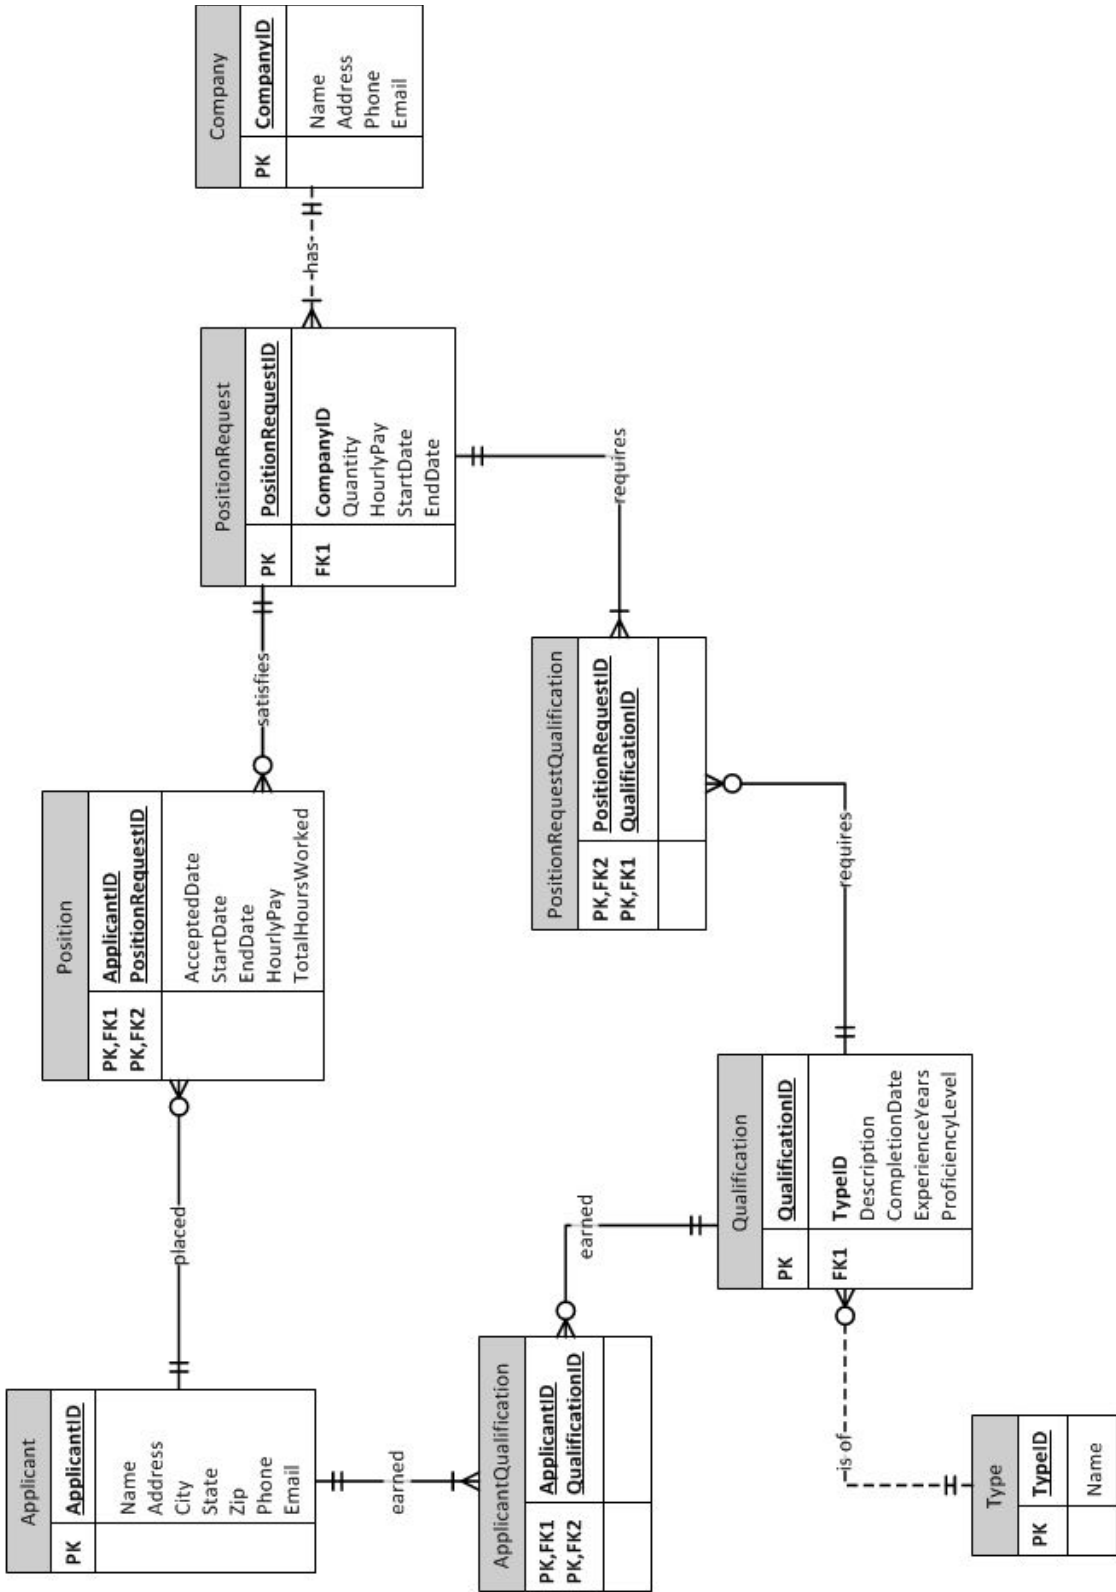 Applicant
PK ApplicantID
Name
Address
City
State
Zip
Phone
Email
placed
Position
PK,FK1 ApplicantID
PK,FK2 PositionRequestID
AcceptedDate
StartDate
EndDate
HourlyPay
TotalHoursWorked
satisfies
PositionRequest
PK PositionRequestID
FK1 CompanyID
Quantity
HourlyPay
StartDate
EndDate
has
Company
PK CompanyID
Name
Address
Phone
Email
earned
ApplicantQualification
PK,FK1 ApplicantID
PK,FK2 QualificationID
earned
requires
PositionRequestQualification
PK,FK2 PositionRequestID
PK,FK1 QualificationID
requires
Qualification
PK QualificationID
FK1 TypeID
Description
CompletionDate
ExperienceYears
ProficiencyLevel
is of
Type
PK TypeID
Name